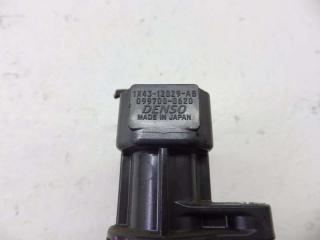 1X43-12029-AB
099700-0620
DENSO
MADE IN JAPAN